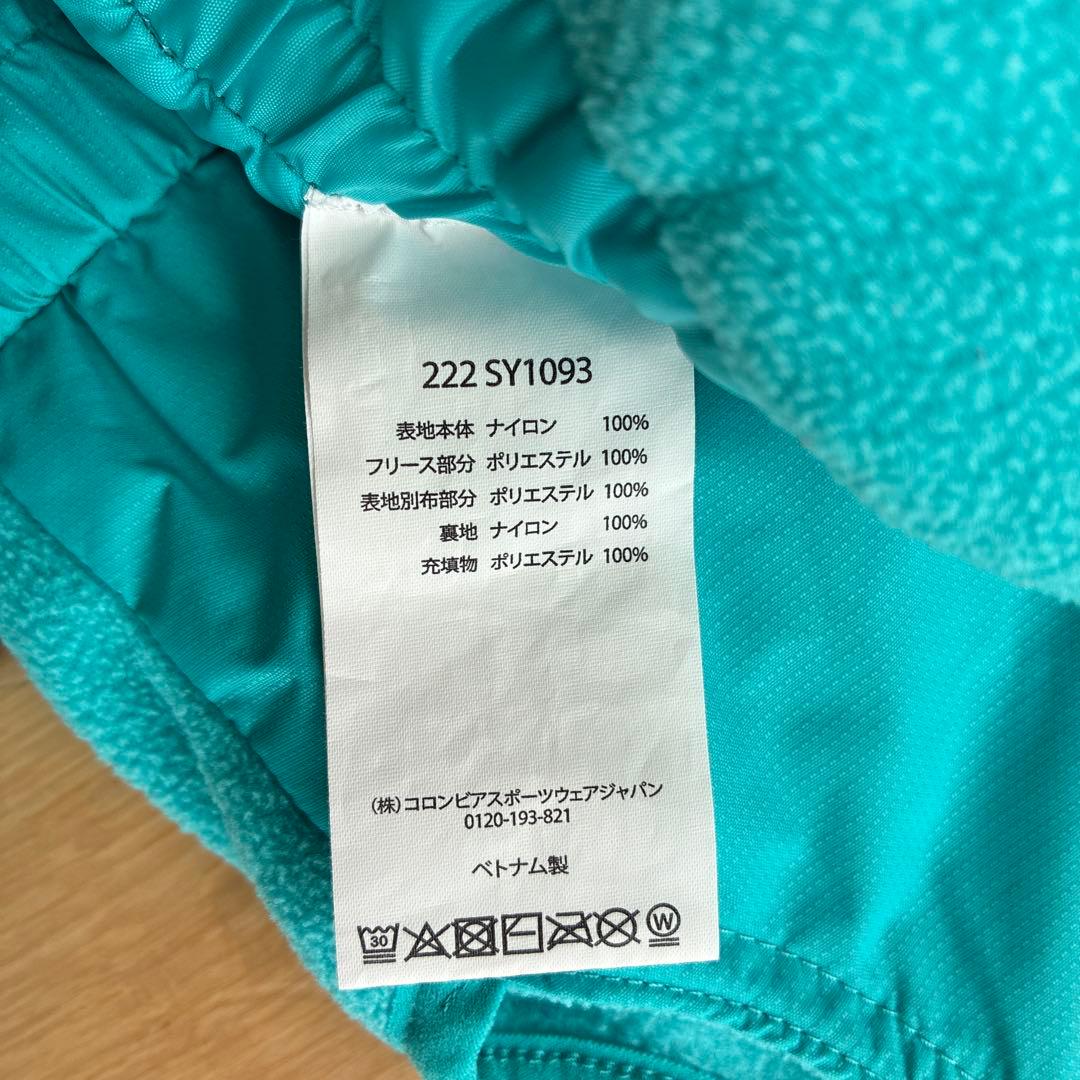 222 SY1093
表地本体 ナイロン 100%
フリース部分 ポリエステル 100%
表地別布部分 ポリエステル 100%
裏地 ナイロン 100%
充填物 ポリエステル 100%
(株)コロンビアスポーツウェアジャパン
0120-193-821
ベトナム製
30 W